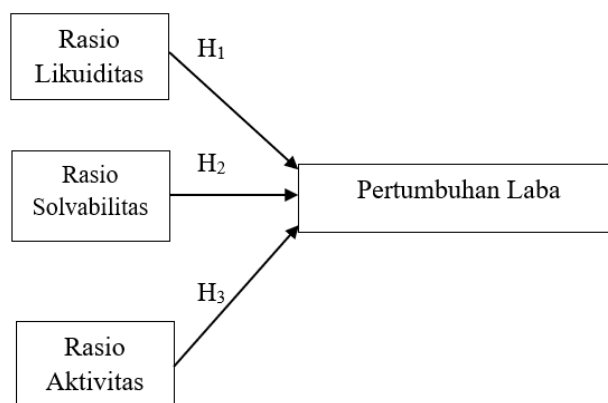 Rasio
Likuiditas
H₁
Rasio
Solvabilitas
H₂
Pertumbuhan Laba
H₃
Rasio
Aktivitas